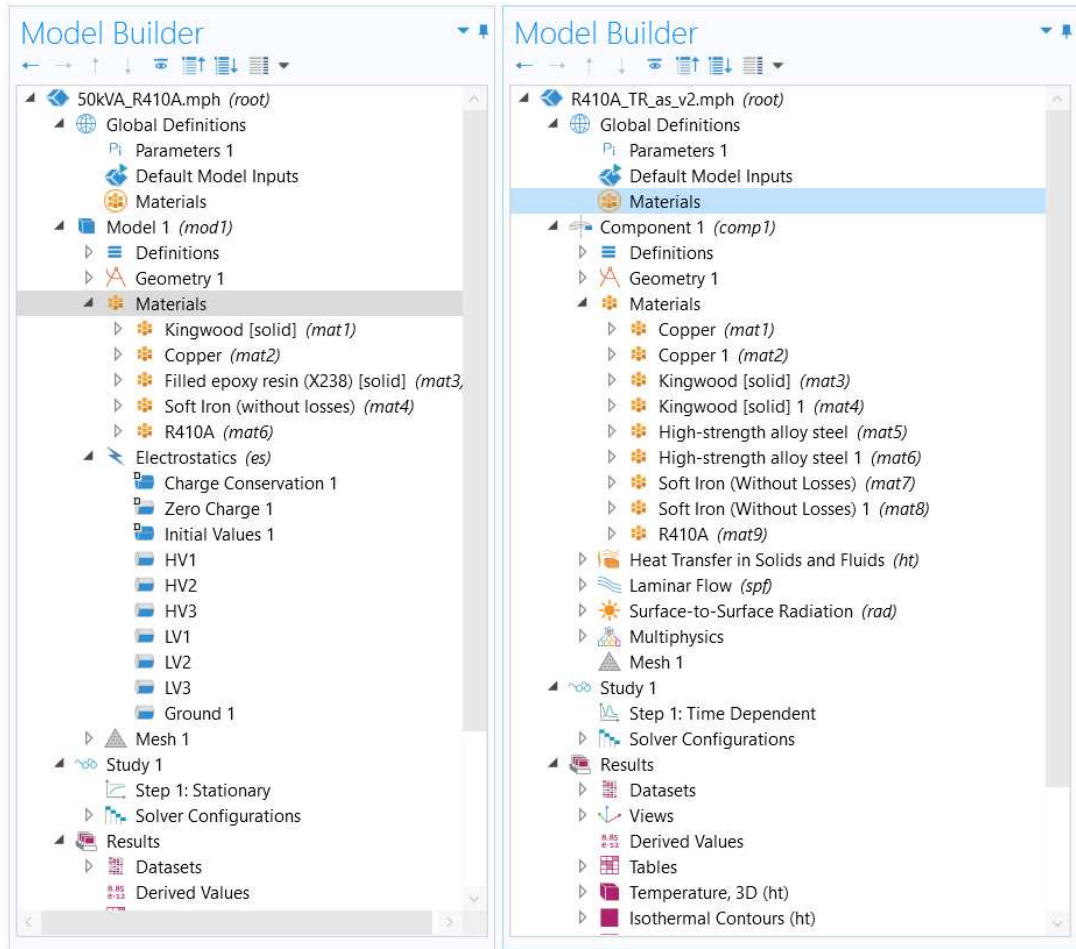 Model Builder
50kVA_R410A.mph (root)
Global Definitions
Pi Parameters 1
Default Model Inputs
Materials
Model 1 (mod1)
Definitions
Geometry 1
Materials
Kingwood [solid] (mat1)
Copper (mat2)
Filled epoxy resin (X238) [solid] (mat3)
Soft Iron (without losses) (mat4)
R410A (mat6)
Electrostatics (es)
D Charge Conservation 1
D Zero Charge 1
D Initial Values 1
HV1
HV2
HV3
LV1
LV2
LV3
Ground 1
Mesh 1
Study 1
Step 1: Stationary
Solver Configurations
Results
Datasets
8.85
e-12
Derived Values
Model Builder
R410A_TR_as_v2.mph (root)
Global Definitions
Pi Parameters 1
Default Model Inputs
Materials
Component 1 (comp1)
Definitions
Geometry 1
Materials
Copper (mat1)
Copper 1 (mat2)
Kingwood [solid] (mat3)
Kingwood [solid] 1 (mat4)
High-strength alloy steel (mat5)
High-strength alloy steel 1 (mat6)
Soft Iron (Without Losses) (mat7)
Soft Iron (Without Losses) 1 (mat8)
R410A (mat9)
Heat Transfer in Solids and Fluids (ht)
Laminar Flow (spf)
Surface-to-Surface Radiation (rad)
Multiphysics
Mesh 1
Study 1
Step 1: Time Dependent
Solver Configurations
Results
Datasets
Views
8.85
e-12
Derived Values
Tables
Temperature, 3D (ht)
Isothermal Contours (ht)